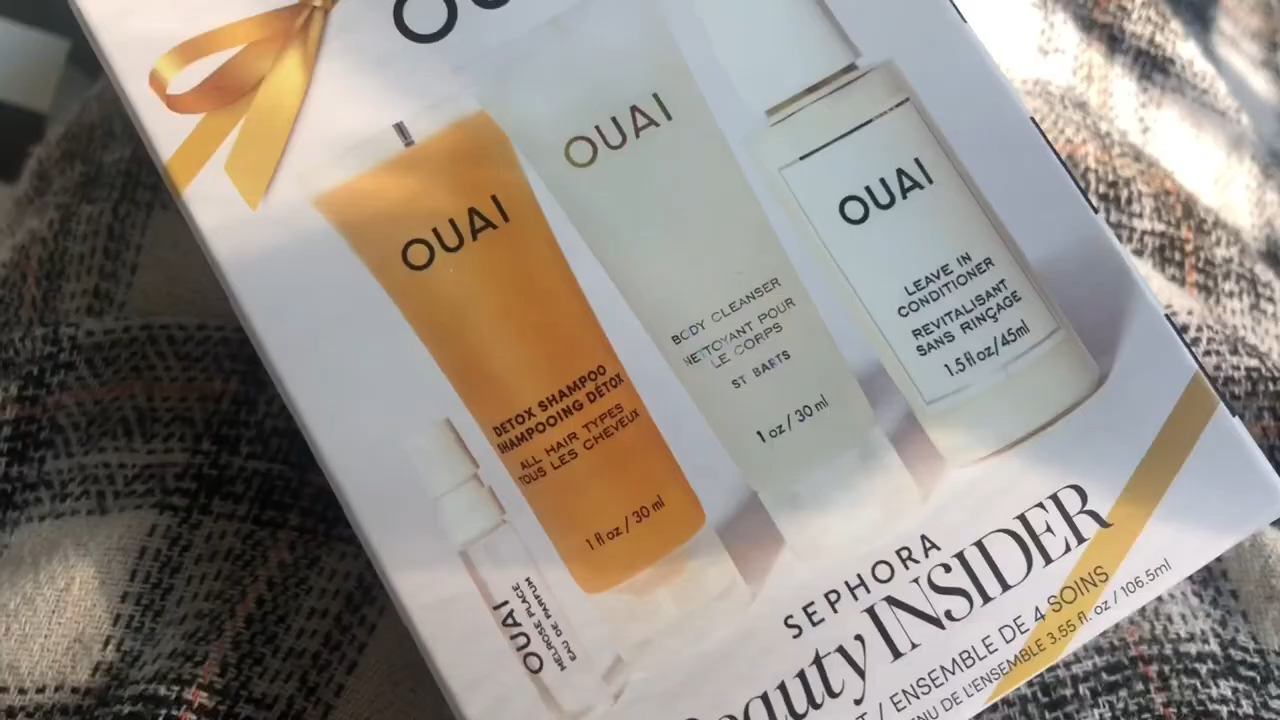 OUAI
DETOX SHAMPOO
SHAMPOOING DÉTOX
ALL HAIR TYPES
TOUS LES CHEVEUX
1 fl oz / 30 ml
OUAI
BODY CLEANSER
NETTOYANT POUR
LE CORPS
ST BARTS
1 oz / 30 ml
OUAI
LEAVE IN
CONDITIONER
REVITALISANT
SANS RINÇAGE
1.5 fl oz/ 45ml
OUAI
MELROSE PLACE
EAU DE PARFUM
SEPHORA
Beauty INSIDER
/ ENSEMBLE DE 4 SOINS
DE L'ENSEMBLE 3.55 fl. oz / 106.5ml